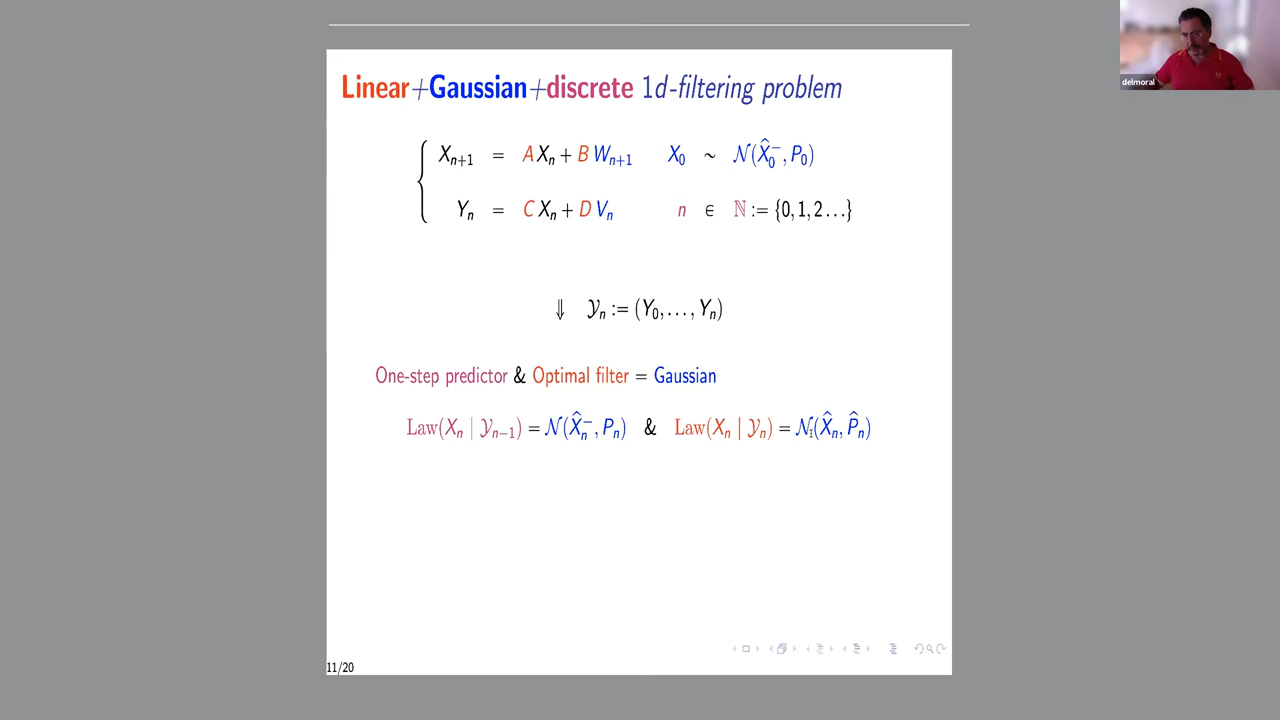 delmoral
Linear+Gaussian+discrete 1d-filtering problem
X_{n+1} = A X_n + B W_{n+1} X_0 ~ 𝒩(X̂_0^-, P_0)
Y_n = C X_n + D V_n n ∈ ℕ := {0, 1, 2 …}
⇓ 𝒴_n := (Y_0, …, Y_n)
One-step predictor & Optimal filter = Gaussian
Law(X_n | 𝒴_{n−1}) = 𝒩(X̂_n^-, P_n) & Law(X_n | 𝒴_n) = 𝒩(X̂_n, P̂_n)
11/20